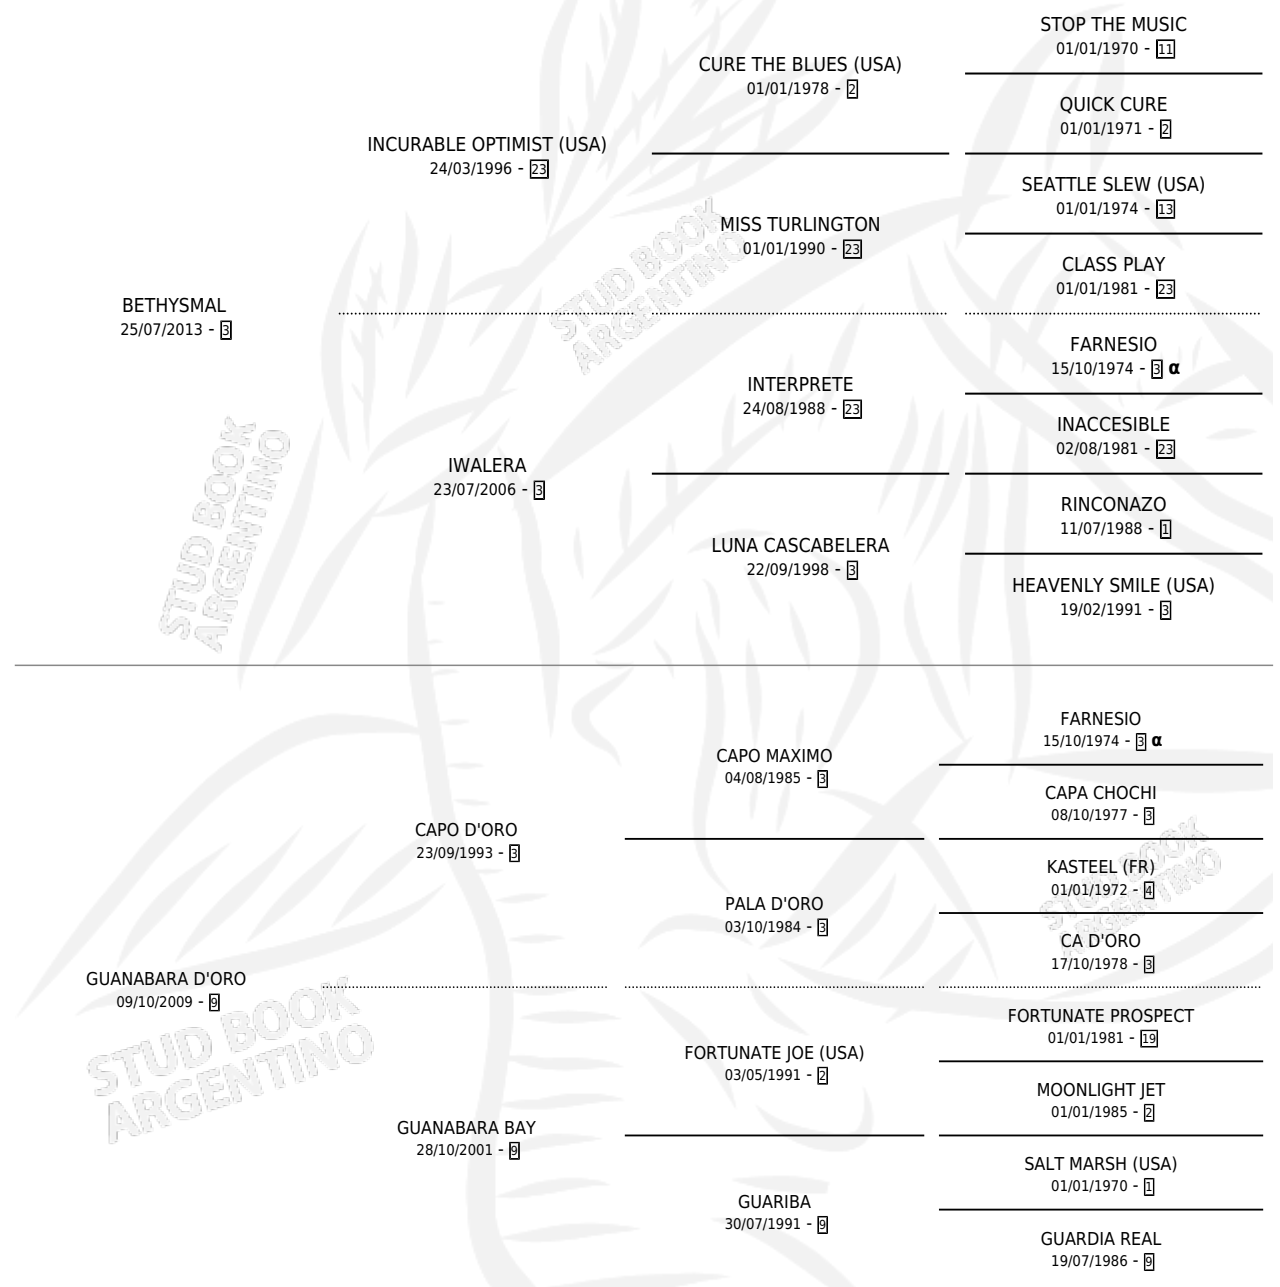 STOP THE MUSIC
01/01/1970 - 11
CURE THE BLUES (USA)
01/01/1978 - 2
QUICK CURE
01/01/1971 - 2
INCURABLE OPTIMIST (USA)
24/03/1996 - 23
SEATTLE SLEW (USA)
01/01/1974 - 13
MISS TURLINGTON
01/01/1990 - 23
CLASS PLAY
01/01/1981 - 23
BETHYSMAL
25/07/2013 - 3
FARNESIO
15/10/1974 - 3 α
INTERPRETE
24/08/1988 - 23
INACCESIBLE
02/08/1981 - 23
IWALERA
23/07/2006 - 3
RINCONAZO
11/07/1988 - 1
LUNA CASCABELERA
22/09/1998 - 3
HEAVENLY SMILE (USA)
19/02/1991 - 3
STUD BOOK
ARGENTINO
STUD BOOK
ARGENTINO
FARNESIO
15/10/1974 - 3 α
CAPO MAXIMO
04/08/1985 - 3
CAPA CHOCHI
08/10/1977 - 3
CAPO D'ORO
23/09/1993 - 3
KASTEEL (FR)
01/01/1972 - 4
PALA D'ORO
03/10/1984 - 3
CA D'ORO
17/10/1978 - 3
GUANABARA D'ORO
09/10/2009 - 9
FORTUNATE PROSPECT
01/01/1981 - 19
FORTUNATE JOE (USA)
03/05/1991 - 2
MOONLIGHT JET
01/01/1985 - 2
GUANABARA BAY
28/10/2001 - 9
SALT MARSH (USA)
01/01/1970 - 1
GUARIBA
30/07/1991 - 9
GUARDIA REAL
19/07/1986 - 9
STUD BOOK
ARGENTINO
STUD BOOK
ARGENTINO